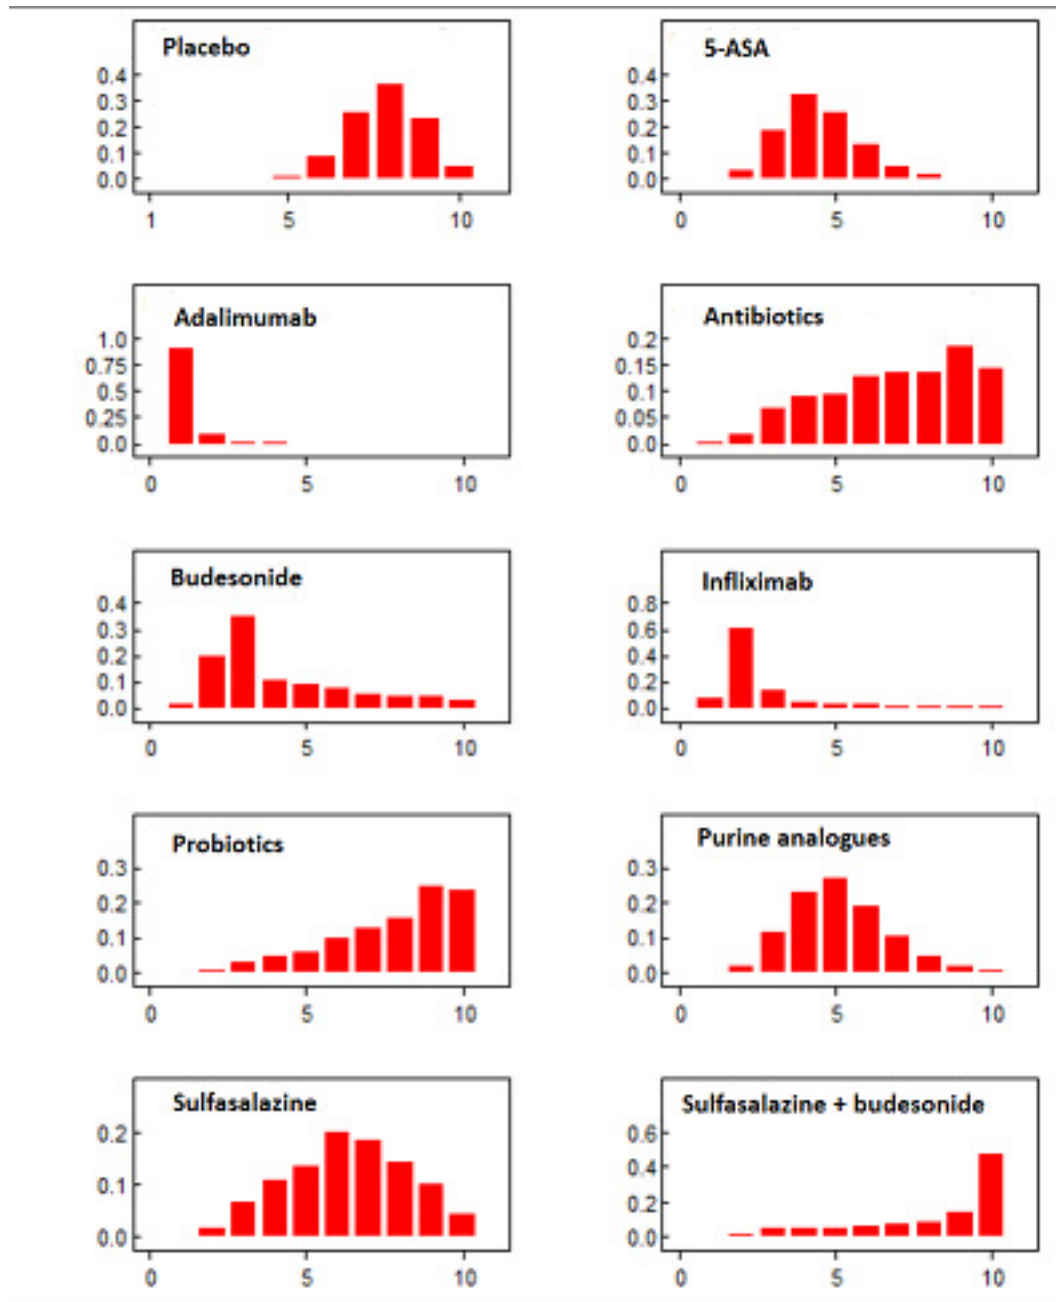 Placebo
0.4
0.3
0.2
0.1
0.0
1 5 10
5-ASA
0.4
0.3
0.2
0.1
0.0
0 5 10
Adalimumab
1.0
0.75
0.5
0.25
0.0
0 5 10
Antibiotics
0.2
0.15
0.1
0.05
0.0
0 5 10
Budesonide
0.4
0.3
0.2
0.1
0.0
0 5 10
Infliximab
0.8
0.6
0.4
0.2
0.0
0 5 10
Probiotics
0.3
0.2
0.1
0.0
0 5 10
Purine analogues
0.3
0.2
0.1
0.0
0 5 10
Sulfasalazine
0.2
0.1
0.0
0 5 10
Sulfasalazine + budesonide
0.6
0.4
0.2
0.0
0 5 10